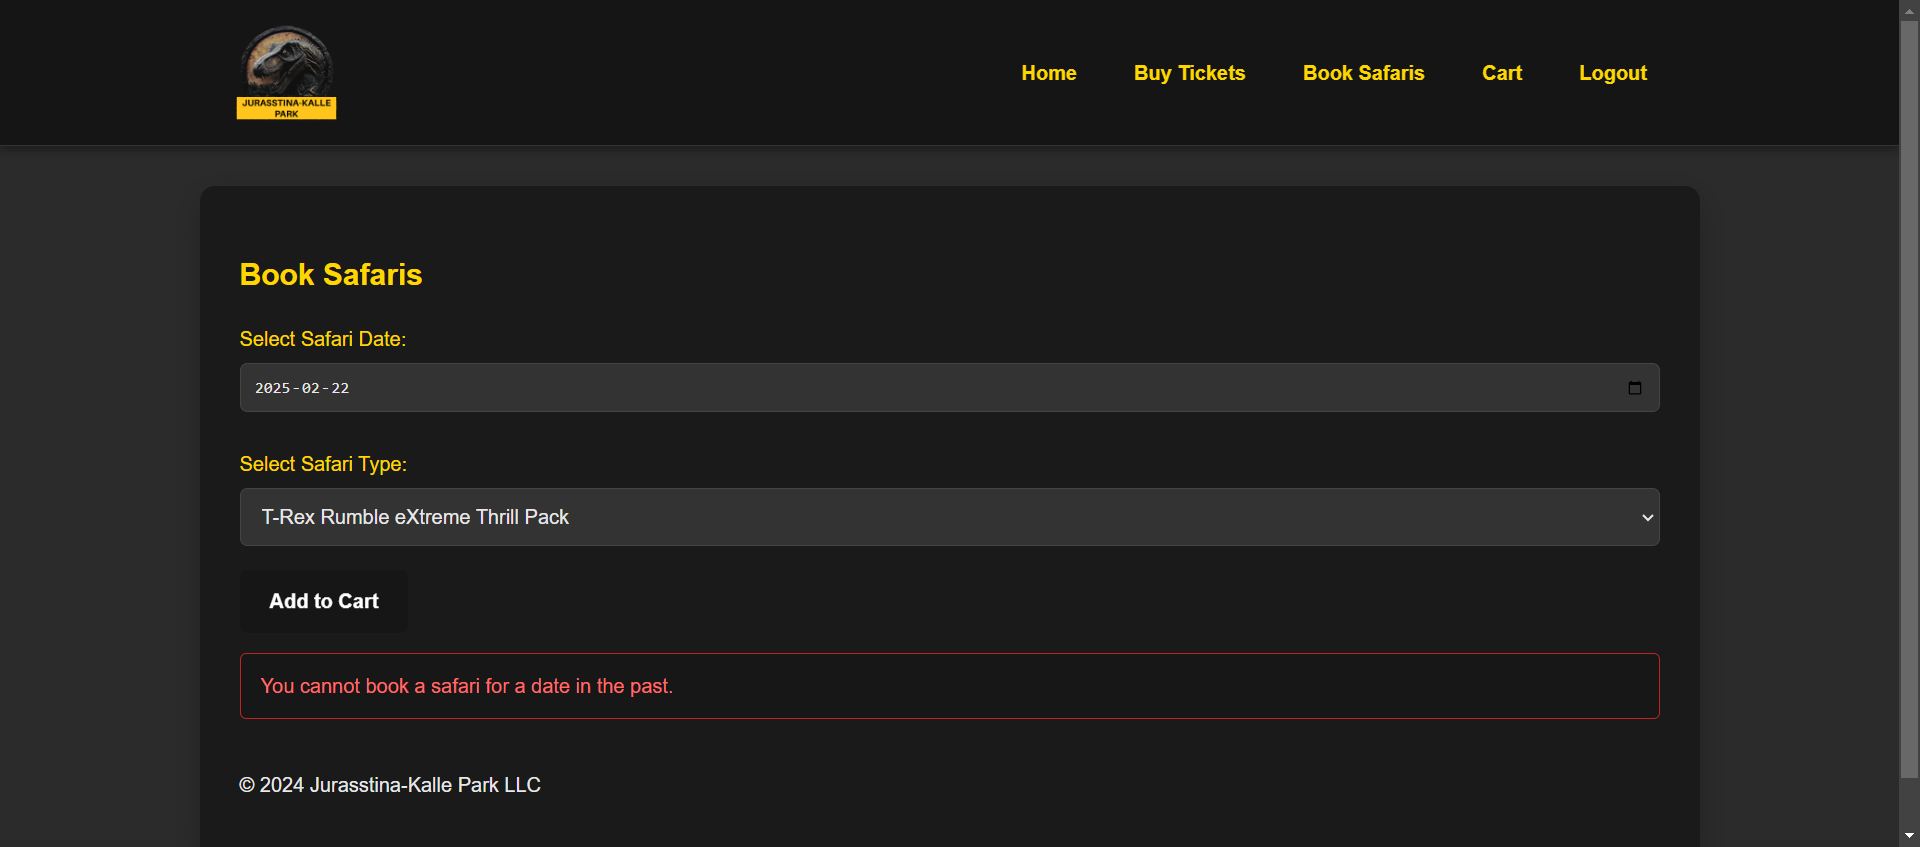 JURASSTINA-KALLE
PARK
Home
Buy Tickets
Book Safaris
Cart
Logout
Book Safaris
Select Safari Date:
2025-02-22
Select Safari Type:
T-Rex Rumble eXtreme Thrill Pack
Add to Cart
You cannot book a safari for a date in the past.
© 2024 Jurasstina-Kalle Park LLC